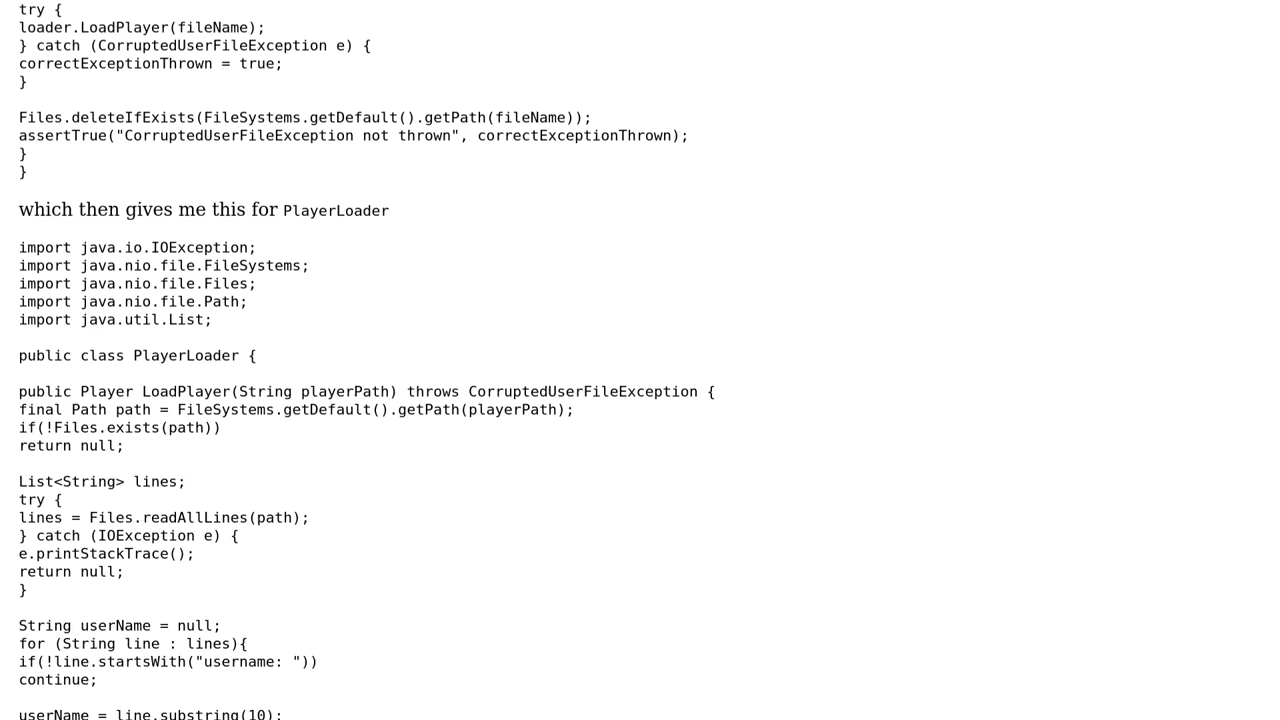 try {
loader.LoadPlayer(fileName);
} catch (CorruptedUserFileException e) {
correctExceptionThrown = true;
}
Files.deleteIfExists(FileSystems.getDefault().getPath(fileName));
assertTrue("CorruptedUserFileException not thrown", correctExceptionThrown);
}
}
which then gives me this for PlayerLoader
import java.io.IOException;
import java.nio.file.FileSystems;
import java.nio.file.Files;
import java.nio.file.Path;
import java.util.List;
public class PlayerLoader {
public Player LoadPlayer(String playerPath) throws CorruptedUserFileException {
final Path path = FileSystems.getDefault().getPath(playerPath);
if(!Files.exists(path))
return null;
List<String> lines;
try {
lines = Files.readAllLines(path);
} catch (IOException e) {
e.printStackTrace();
return null;
}
String userName = null;
for (String line : lines){
if(!line.startsWith("username: "))
continue;
userName = line.substring(10);